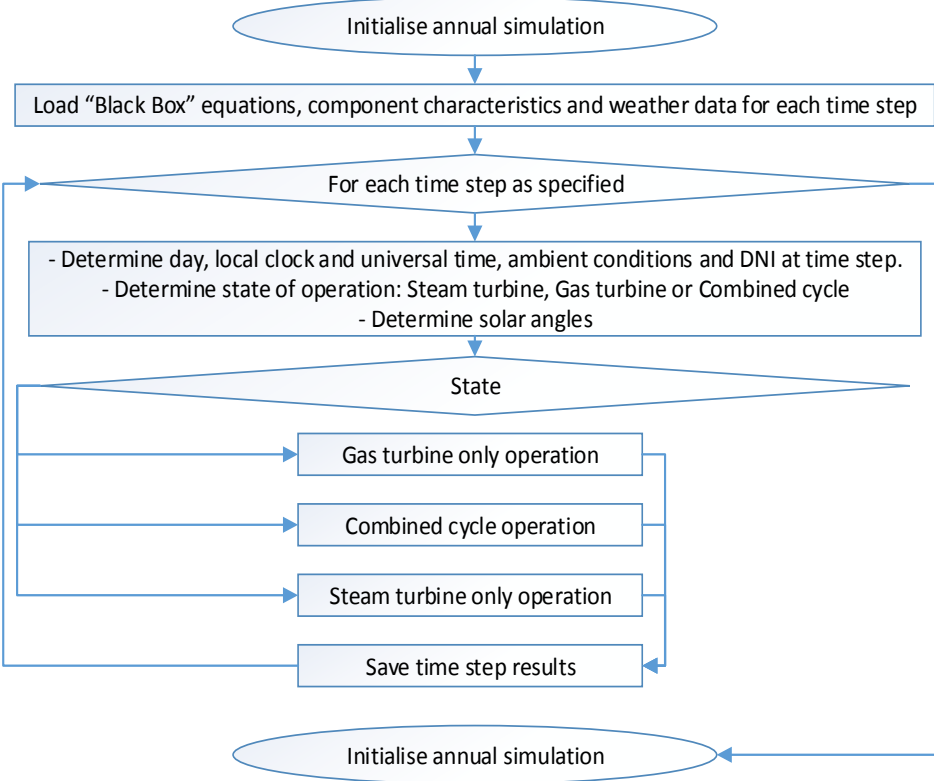 Initialise annual simulation
Load “Black Box” equations, component characteristics and weather data for each time step
For each time step as specified
- Determine day, local clock and universal time, ambient conditions and DNI at time step.
- Determine state of operation: Steam turbine, Gas turbine or Combined cycle
- Determine solar angles
State
Gas turbine only operation
Combined cycle operation
Steam turbine only operation
Save time step results
Initialise annual simulation